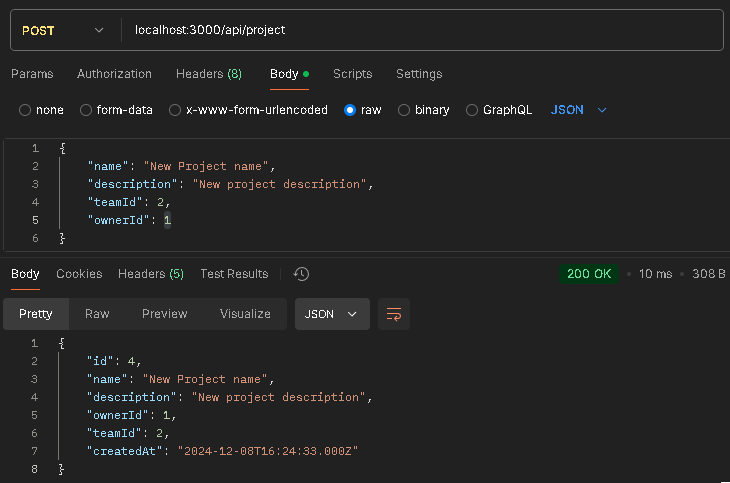 POST localhost:3000/api/project
Params Authorization Headers (8) Body Scripts Settings
none form-data x-www-form-urlencoded raw binary GraphQL JSON
1 {
2 "name": "New Project name",
3 "description": "New project description",
4 "teamId": 2,
5 "ownerId": 1
6 }
Body Cookies Headers (5) Test Results 200 OK • 10 ms • 308 B
Pretty Raw Preview Visualize JSON
1 {
2 "id": 4,
3 "name": "New Project name",
4 "description": "New project description",
5 "ownerId": 1,
6 "teamId": 2,
7 "createdAt": "2024-12-08T16:24:33.000Z"
8 }